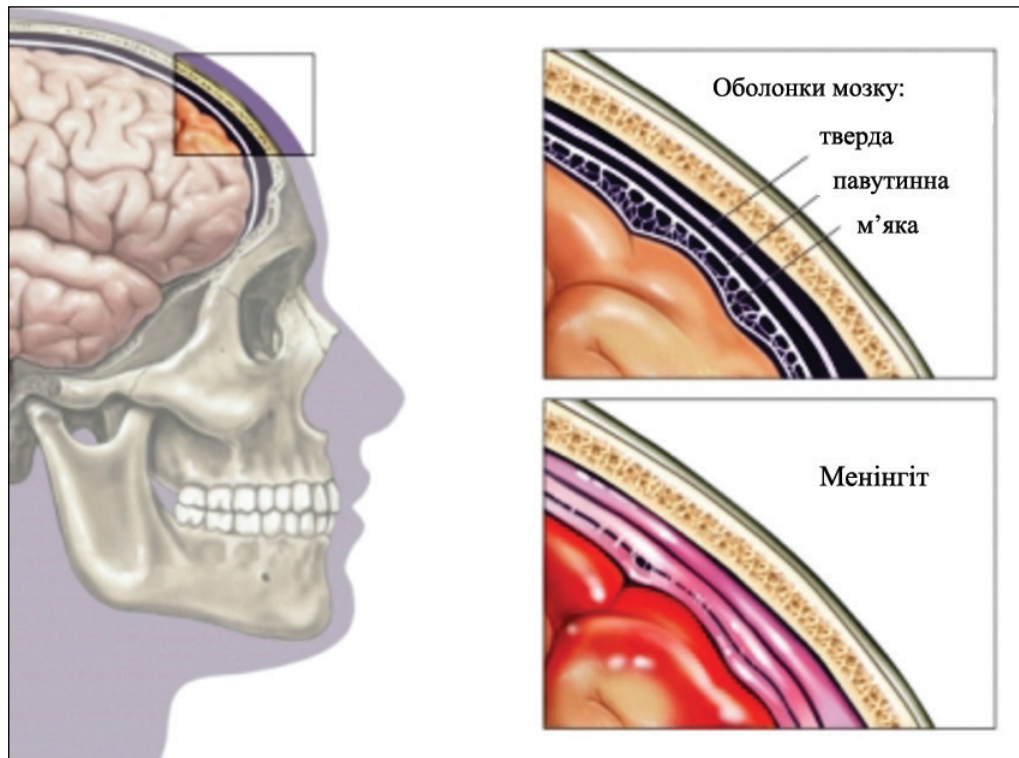 Оболонки мозку:
тверда
павутинна
м’яка
Менінгіт